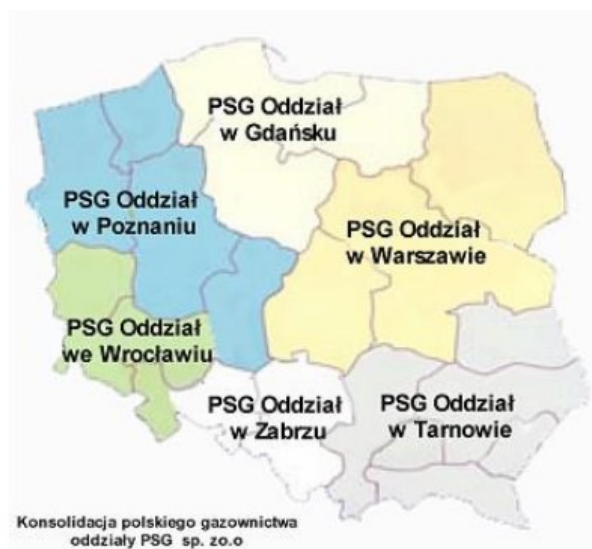 PSG Oddział
w Gdańsku
PSG Oddział
w Poznaniu
PSG Oddział
w Warszawie
PSG Oddział
we Wrocławiu
PSG Oddział
w Zabrzu
PSG Oddział
w Tarnowie
Konsolidacja polskiego gazownictwa
oddziały PSG sp. zo.o